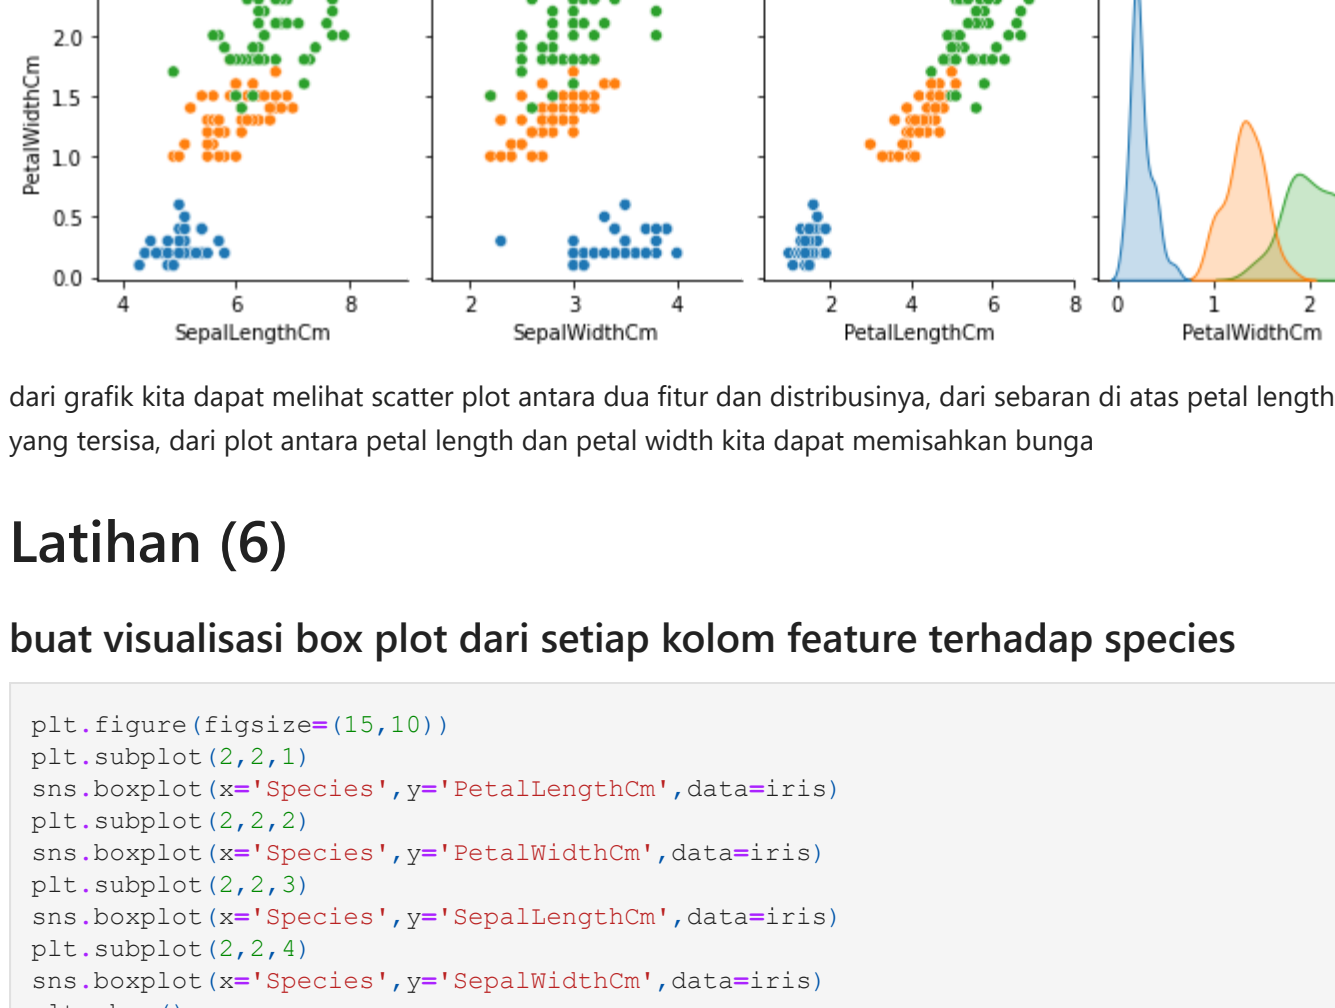 2.0
1.5
1.0
0.5
0.0
PetalWidthCm
4 6 8 2 3 4 2 4 6 8 0 1 2
SepalLengthCm SepalWidthCm PetalLengthCm PetalWidthCm
dari grafik kita dapat melihat scatter plot antara dua fitur dan distribusinya, dari sebaran di atas petal length
yang tersisa, dari plot antara petal length dan petal width kita dapat memisahkan bunga
Latihan (6)
buat visualisasi box plot dari setiap kolom feature terhadap species
plt.figure(figsize=(15,10))
plt.subplot(2,2,1)
sns.boxplot(x='Species',y='PetalLengthCm',data=iris)
plt.subplot(2,2,2)
sns.boxplot(x='Species',y='PetalWidthCm',data=iris)
plt.subplot(2,2,3)
sns.boxplot(x='Species',y='SepalLengthCm',data=iris)
plt.subplot(2,2,4)
sns.boxplot(x='Species',y='SepalWidthCm',data=iris)